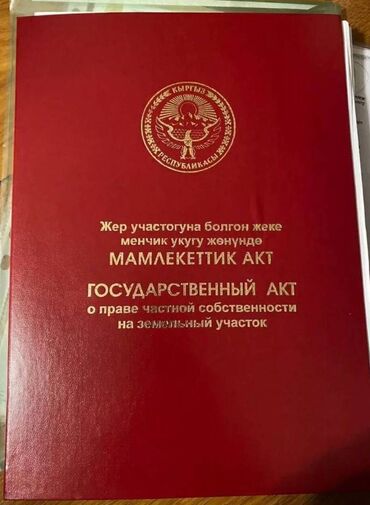 КЫРГЫЗ
РЕСПУБЛИКАСЫ
Жер участогуна болгон жеке
менчик укугу жөнүндө
МАМЛЕКЕТТИК АКТ
ГОСУДАРСТВЕННЫЙ АКТ
о праве частной собственности
на земельный участок